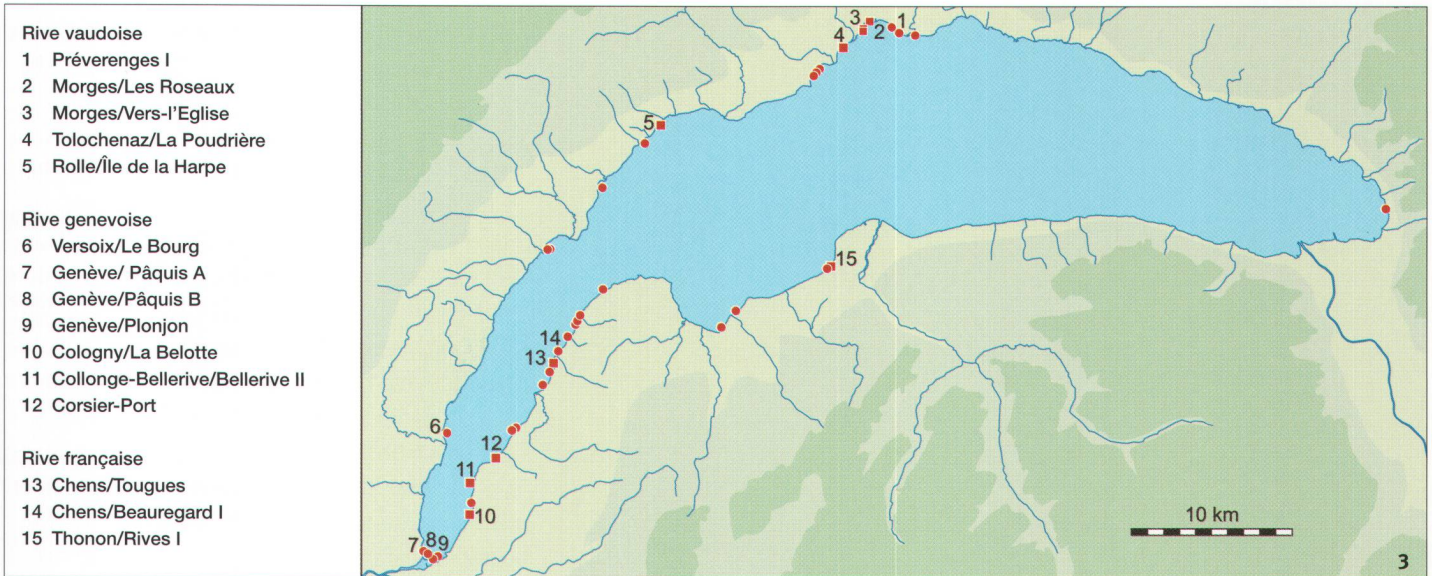 Rive vaudoise
1 Préverenges I
2 Morges/Les Roseaux
3 Morges/Vers-l'Eglise
4 Tolochenaz/La Poudrière
5 Rolle/Île de la Harpe
Rive genevoise
6 Versoix/Le Bourg
7 Genève/ Pâquis A
8 Genève/Pâquis B
9 Genève/Plonjon
10 Cologny/La Belotte
11 Collonge-Bellerive/Bellerive II
12 Corsier-Port
Rive française
13 Chens/Tougues
14 Chens/Beauregard I
15 Thonon/Rives I
3
1
2
4
5
15
14
13
6
12
11
10
7
8
9
10 km
3